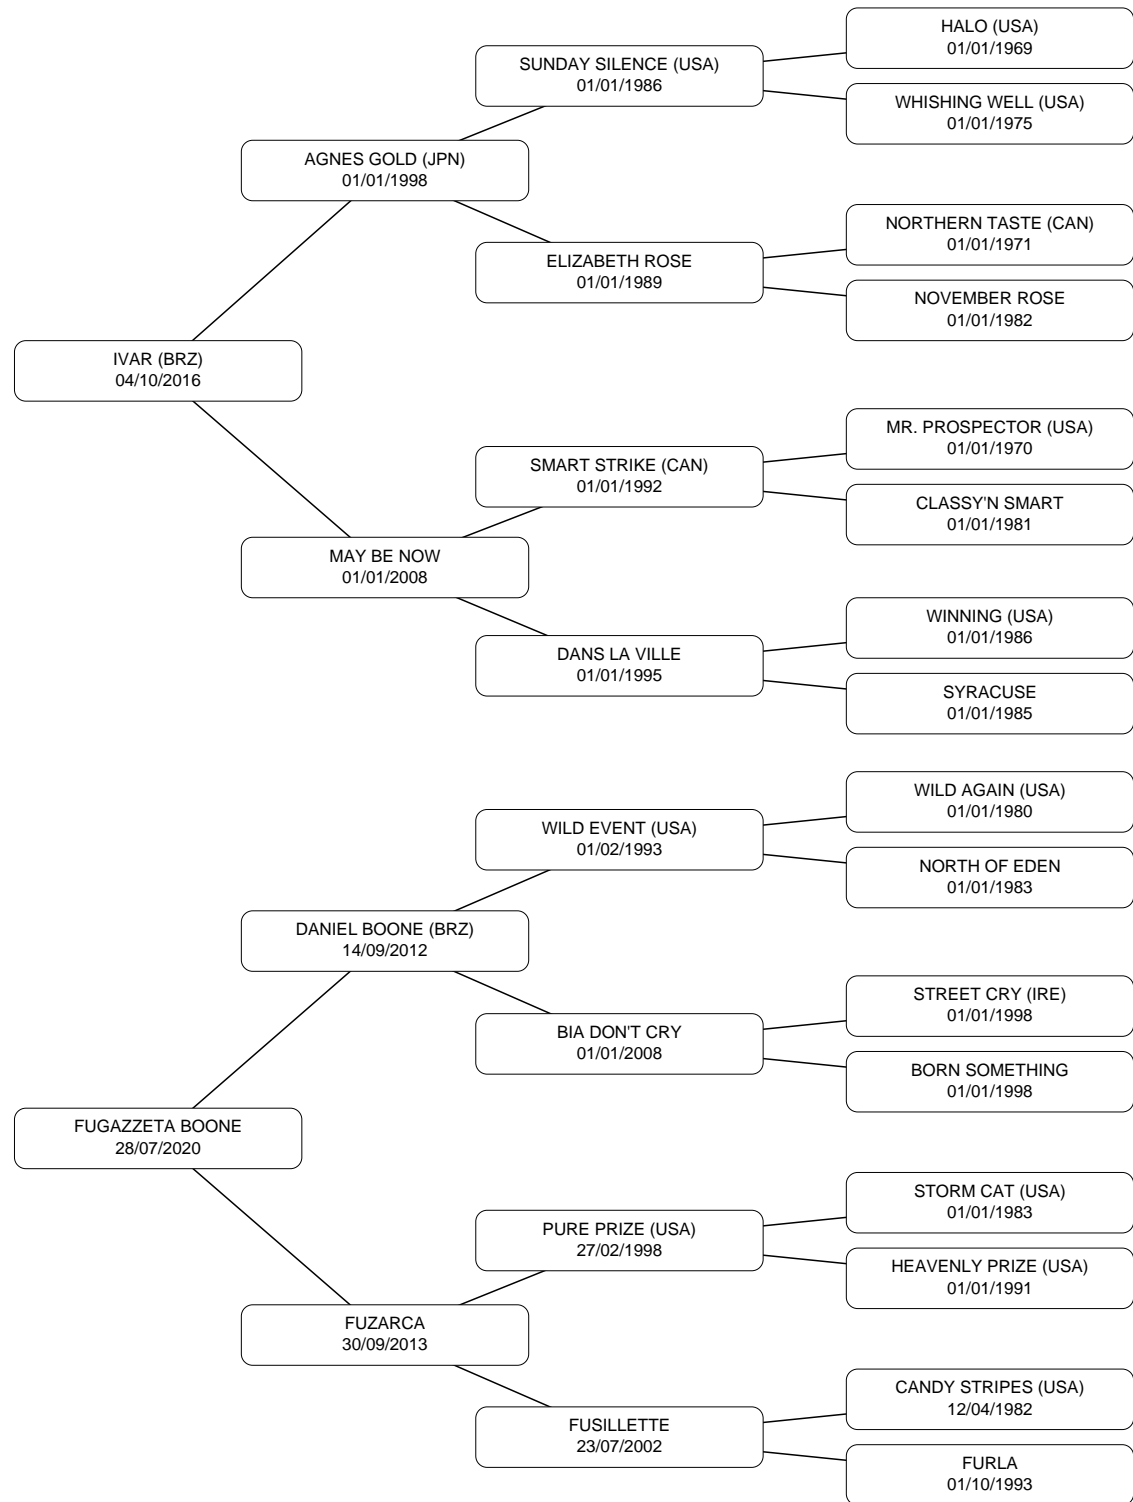 HALO (USA)
01/01/1969
SUNDAY SILENCE (USA)
01/01/1986
WHISHING WELL (USA)
01/01/1975
AGNES GOLD (JPN)
01/01/1998
NORTHERN TASTE (CAN)
01/01/1971
ELIZABETH ROSE
01/01/1989
NOVEMBER ROSE
01/01/1982
IVAR (BRZ)
04/10/2016
MR. PROSPECTOR (USA)
01/01/1970
SMART STRIKE (CAN)
01/01/1992
CLASSY'N SMART
01/01/1981
MAY BE NOW
01/01/2008
WINNING (USA)
01/01/1986
DANS LA VILLE
01/01/1995
SYRACUSE
01/01/1985
WILD AGAIN (USA)
01/01/1980
WILD EVENT (USA)
01/02/1993
NORTH OF EDEN
01/01/1983
DANIEL BOONE (BRZ)
14/09/2012
STREET CRY (IRE)
01/01/1998
BIA DON'T CRY
01/01/2008
BORN SOMETHING
01/01/1998
FUGAZZETA BOONE
28/07/2020
STORM CAT (USA)
01/01/1983
PURE PRIZE (USA)
27/02/1998
HEAVENLY PRIZE (USA)
01/01/1991
FUZARCA
30/09/2013
CANDY STRIPES (USA)
12/04/1982
FUSILLETTE
23/07/2002
FURLA
01/10/1993